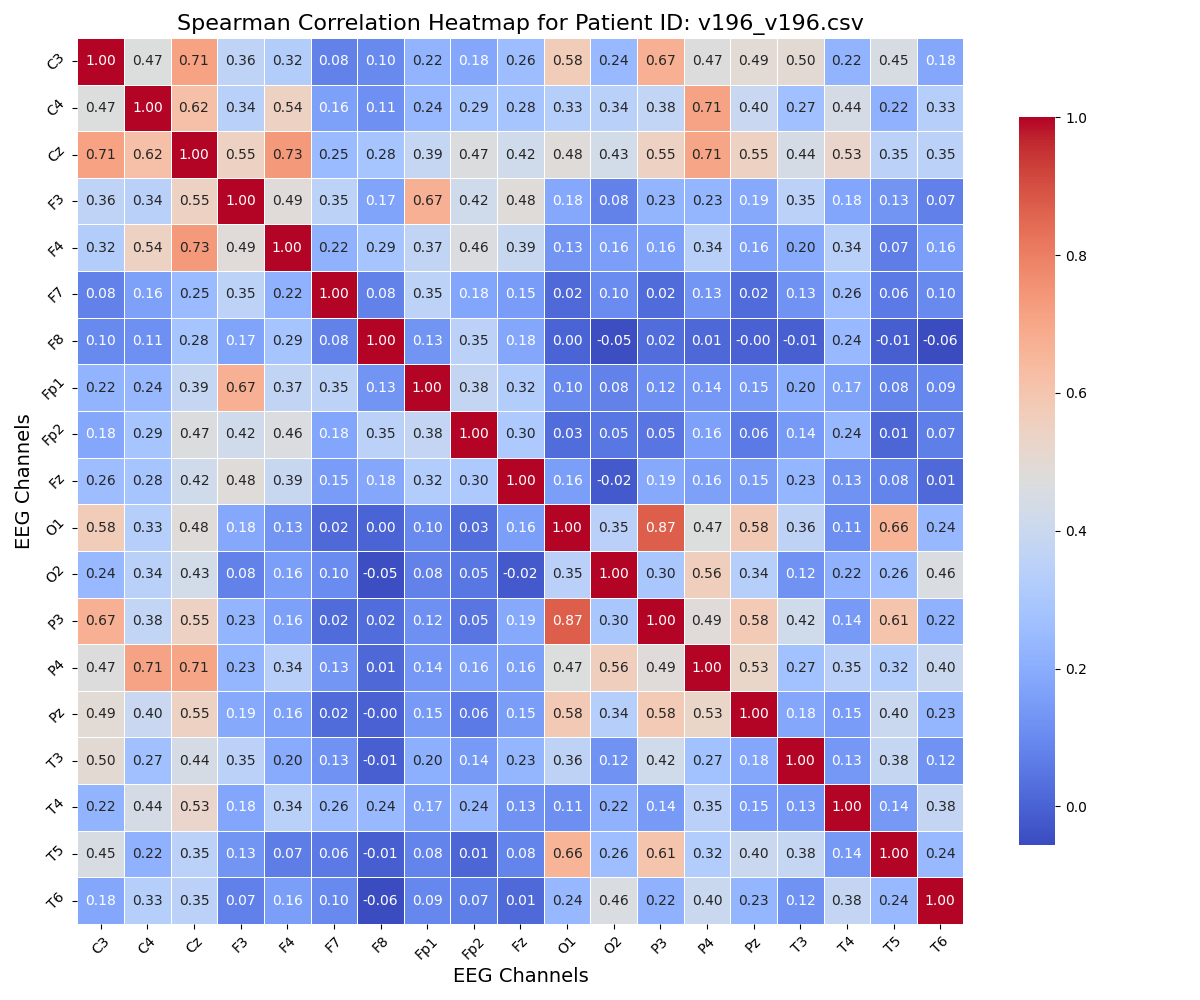 Spearman Correlation Heatmap for Patient ID: v196_v196.csv
C3 1.00 0.47 0.71 0.36 0.32 0.08 0.10 0.22 0.18 0.26 0.58 0.24 0.67 0.47 0.49 0.50 0.22 0.45 0.18
C4 0.47 1.00 0.62 0.34 0.54 0.16 0.11 0.24 0.29 0.28 0.33 0.34 0.38 0.71 0.40 0.27 0.44 0.22 0.33
Cz 0.71 0.62 1.00 0.55 0.73 0.25 0.28 0.39 0.47 0.42 0.48 0.43 0.55 0.71 0.55 0.44 0.53 0.35 0.35
F3 0.36 0.34 0.55 1.00 0.49 0.35 0.17 0.67 0.42 0.48 0.18 0.08 0.23 0.23 0.19 0.35 0.18 0.13 0.07
F4 0.32 0.54 0.73 0.49 1.00 0.22 0.29 0.37 0.46 0.39 0.13 0.16 0.16 0.34 0.16 0.20 0.34 0.07 0.16
F7 0.08 0.16 0.25 0.35 0.22 1.00 0.08 0.35 0.18 0.15 0.02 0.10 0.02 0.13 0.02 0.13 0.26 0.06 0.10
F8 0.10 0.11 0.28 0.17 0.29 0.08 1.00 0.13 0.35 0.18 0.00 -0.05 0.02 0.01 -0.00 -0.01 0.24 -0.01 -0.06
Fp1 0.22 0.24 0.39 0.67 0.37 0.35 0.13 1.00 0.38 0.32 0.10 0.08 0.12 0.14 0.15 0.20 0.17 0.08 0.09
Fp2 0.18 0.29 0.47 0.42 0.46 0.18 0.35 0.38 1.00 0.30 0.03 0.05 0.05 0.16 0.06 0.14 0.24 0.01 0.07
Fz 0.26 0.28 0.42 0.48 0.39 0.15 0.18 0.32 0.30 1.00 0.16 -0.02 0.19 0.16 0.15 0.23 0.13 0.08 0.01
O1 0.58 0.33 0.48 0.18 0.13 0.02 0.00 0.10 0.03 0.16 1.00 0.35 0.87 0.47 0.58 0.36 0.11 0.66 0.24
O2 0.24 0.34 0.43 0.08 0.16 0.10 -0.05 0.08 0.05 -0.02 0.35 1.00 0.30 0.56 0.34 0.12 0.22 0.26 0.46
P3 0.67 0.38 0.55 0.23 0.16 0.02 0.02 0.12 0.05 0.19 0.87 0.30 1.00 0.49 0.58 0.42 0.14 0.61 0.22
P4 0.47 0.71 0.71 0.23 0.34 0.13 0.01 0.14 0.16 0.16 0.47 0.56 0.49 1.00 0.53 0.27 0.35 0.32 0.40
Pz 0.49 0.40 0.55 0.19 0.16 0.02 -0.00 0.15 0.06 0.15 0.58 0.34 0.58 0.53 1.00 0.18 0.15 0.40 0.23
T3 0.50 0.27 0.44 0.35 0.20 0.13 -0.01 0.20 0.14 0.23 0.36 0.12 0.42 0.27 0.18 1.00 0.13 0.38 0.12
T4 0.22 0.44 0.53 0.18 0.34 0.26 0.24 0.17 0.24 0.13 0.11 0.22 0.14 0.35 0.15 0.13 1.00 0.14 0.38
T5 0.45 0.22 0.35 0.13 0.07 0.06 -0.01 0.08 0.01 0.08 0.66 0.26 0.61 0.32 0.40 0.38 0.14 1.00 0.24
T6 0.18 0.33 0.35 0.07 0.16 0.10 -0.06 0.09 0.07 0.01 0.24 0.46 0.22 0.40 0.23 0.12 0.38 0.24 1.00
C3 C4 Cz F3 F4 F7 F8 Fp1 Fp2 Fz O1 O2 P3 P4 Pz T3 T4 T5 T6
EEG Channels
EEG Channels
1.0
0.8
0.6
0.4
0.2
0.0